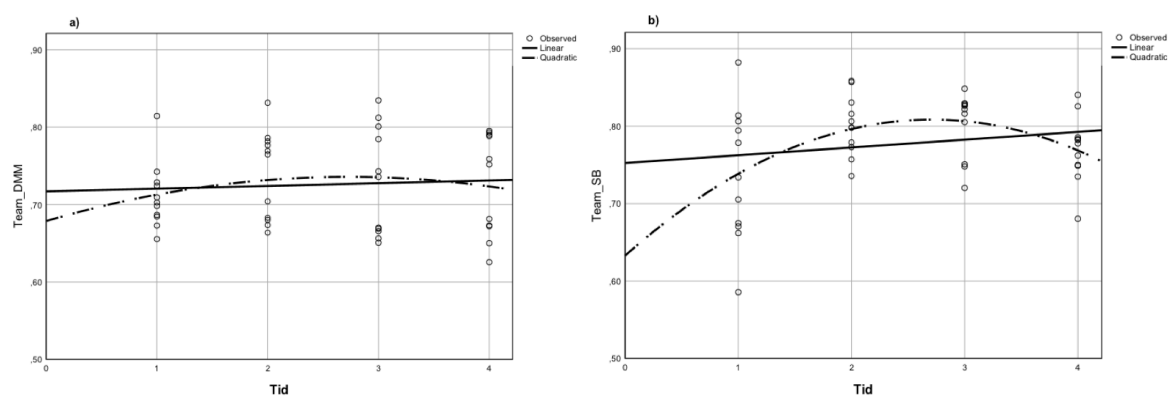 a)
,90
,80
,70
,60
,50
Team_DMM
0 1 2 3 4
Tid
Observed
Linear
Quadratic
b)
,90
,80
,70
,60
,50
Team_SB
0 1 2 3 4
Tid
Observed
Linear
Quadratic